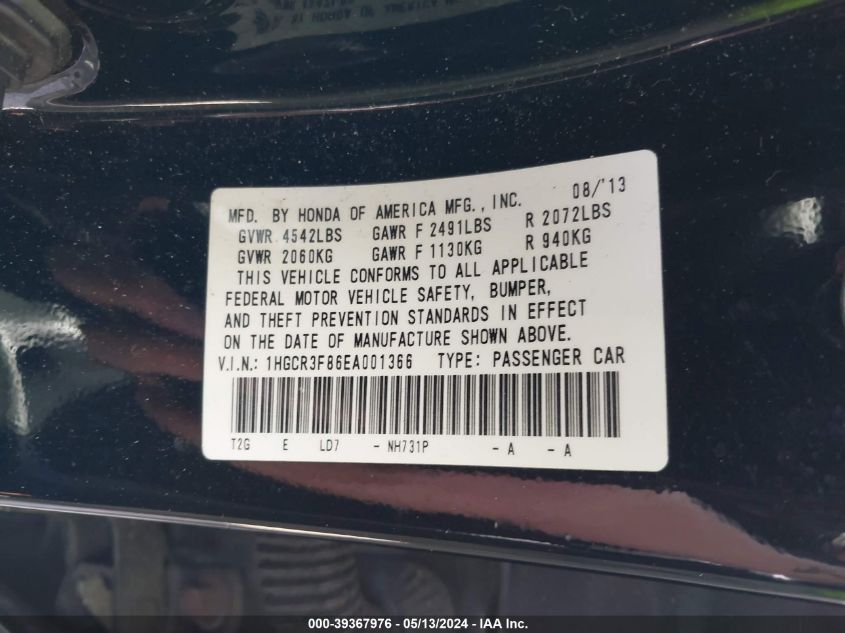 MFD. BY HONDA OF AMERICA MFG., INC. 08/'13
GVWR 4542LBS GAWR F 2491LBS R 2072LBS
GVWR 2060KG GAWR F 1130KG R 940KG
THIS VEHICLE CONFORMS TO ALL APPLICABLE
FEDERAL MOTOR VEHICLE SAFETY, BUMPER,
AND THEFT PREVENTION STANDARDS IN EFFECT
ON THE DATE OF MANUFACTURE SHOWN ABOVE.
V.I.N.: 1HGCR3F86EA001366 TYPE: PASSENGER CAR
T2G E LD7 - NH731P - A - A
000-39367976 - 05/13/2024 - IAA Inc.